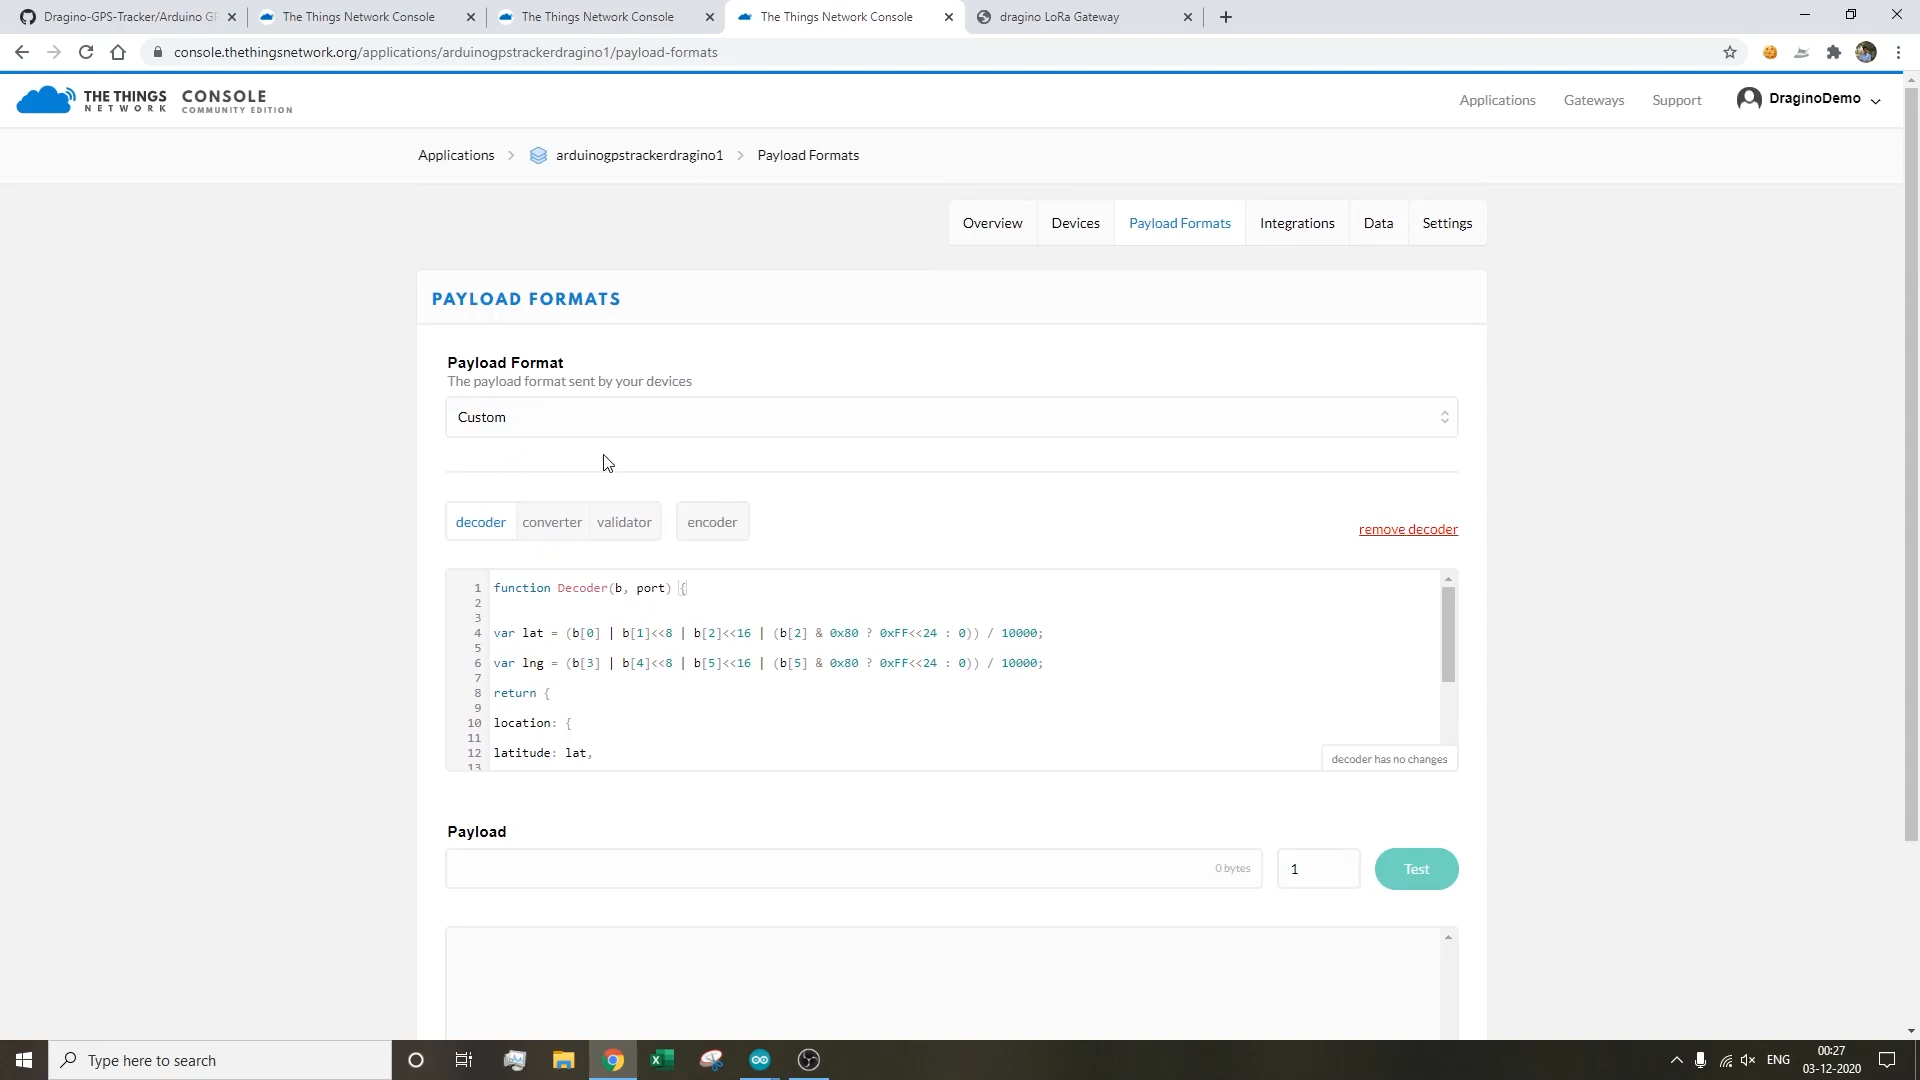 Dragino-GPS-Tracker/Arduino GP
The Things Network Console
The Things Network Console
The Things Network Console
dragino LoRa Gateway
console.thethingsnetwork.org/applications/arduinogpstrackerdragino1/payload-formats
THE THINGS NETWORK
CONSOLE
COMMUNITY EDITION
Applications
Gateways
Support
DraginoDemo
Applications
arduinogpstrackerdragino1
Payload Formats
Overview
Devices
Payload Formats
Integrations
Data
Settings
PAYLOAD FORMATS
Payload Format
The payload format sent by your devices
Custom
decoder
converter
validator
encoder
remove decoder
1 function Decoder(b, port) {
2
3
4 var lat = (b[0] | b[1]<<8 | b[2]<<16 | (b[2] & 0x80 ? 0xFF<<24 : 0)) / 10000;
5
6 var lng = (b[3] | b[4]<<8 | b[5]<<16 | (b[5] & 0x80 ? 0xFF<<24 : 0)) / 10000;
7
8 return {
9
10 location: {
11
12 latitude: lat,
13
decoder has no changes
Payload
0 bytes
1
Test
Type here to search
ENG
00:27
03-12-2020